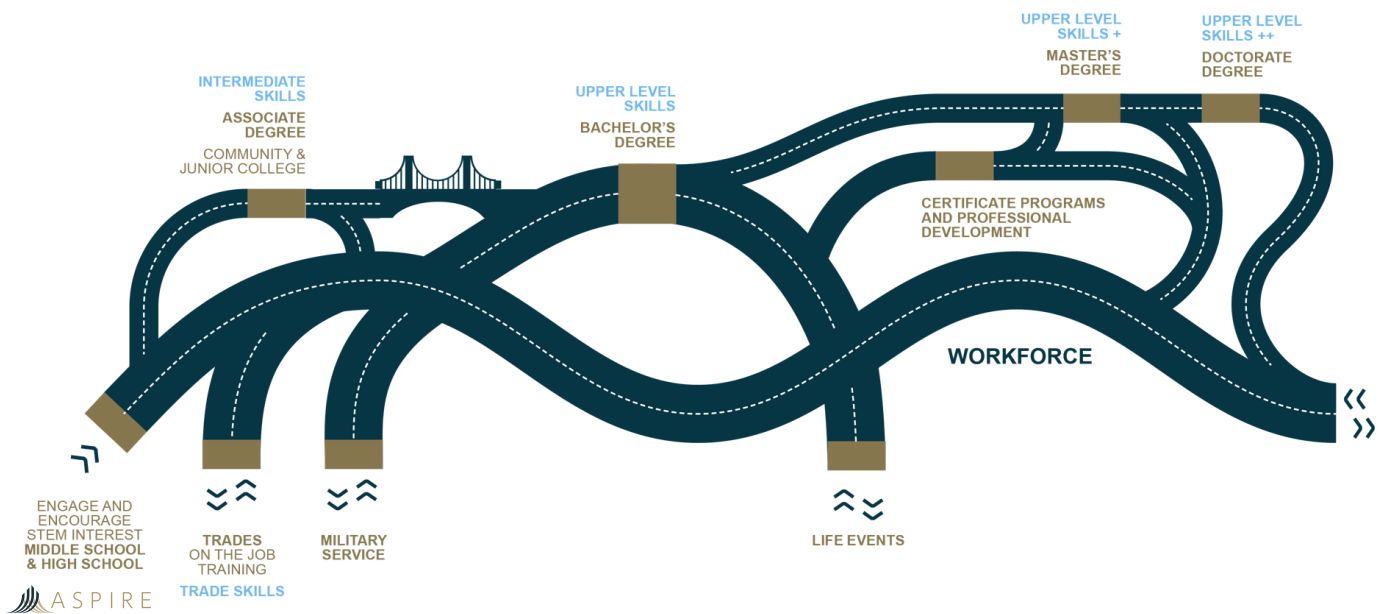 UPPER LEVEL
SKILLS +
MASTER'S
DEGREE
UPPER LEVEL
SKILLS ++
DOCTORATE
DEGREE
INTERMEDIATE
SKILLS
ASSOCIATE
DEGREE
COMMUNITY &
JUNIOR COLLEGE
UPPER LEVEL
SKILLS
BACHELOR'S
DEGREE
CERTIFICATE PROGRAMS
AND PROFESSIONAL
DEVELOPMENT
WORKFORCE
ENGAGE AND
ENCOURAGE
STEM INTEREST
MIDDLE SCHOOL
& HIGH SCHOOL
TRADES
ON THE JOB
TRAINING
TRADE SKILLS
MILITARY
SERVICE
LIFE EVENTS
ASPIRE